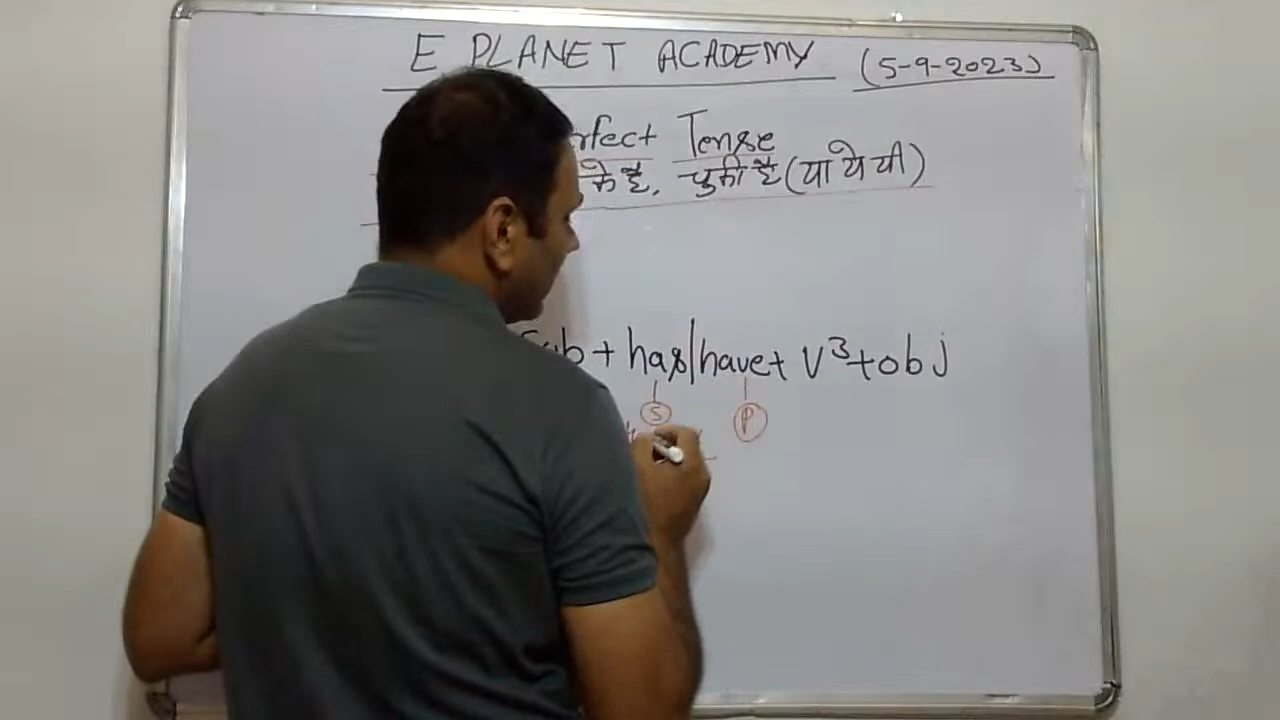 E PLANET ACADEMY (5-9-2023)
rfect Tense
के है, चुकी है (या ये यी)
Sub + has/have + V³ + obj
S P